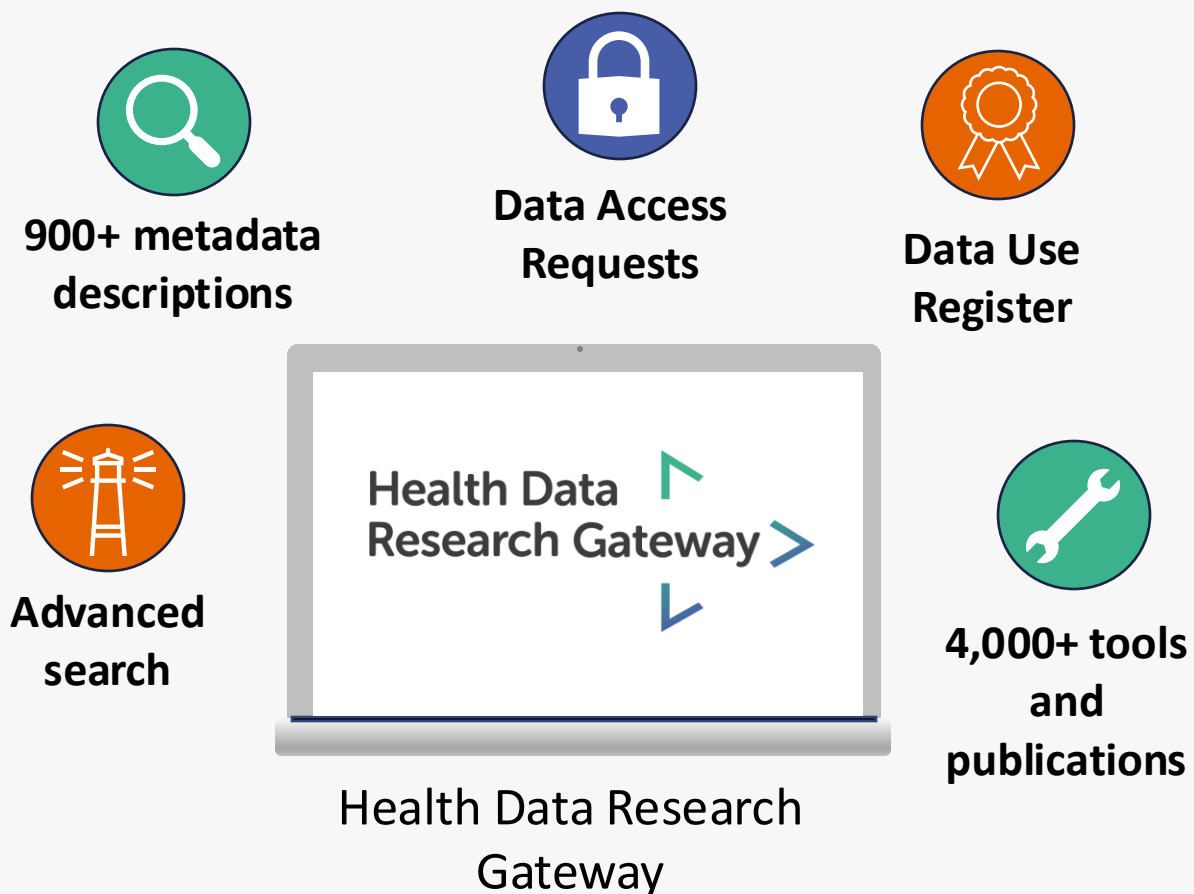 900+ metadata
descriptions
Data Access
Requests
Data Use
Register
Advanced
search
Health Data
Research Gateway
4,000+ tools
and
publications
Health Data Research
Gateway